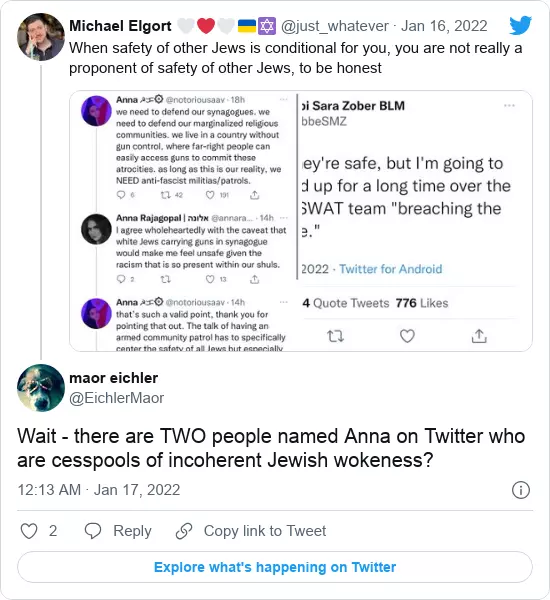 Michael Elgort 🤍❤️🤍🇺🇦✡️ @just_whatever · Jan 16, 2022
When safety of other Jews is conditional for you, you are not really a
proponent of safety of other Jews, to be honest
Anna @notoriousaav · 18h
we need to defend our synagogues. we
need to defend our marginalized religious
communities. we live in a country without
gun control, where far-right people can
easily access guns to commit these
atrocities. as long as this is our reality, we
NEED anti-fascist militias/patrols.
6 42 191
Anna Rajagopal | אלונה @annara... · 14h
I agree wholeheartedly with the caveat that
white Jews carrying guns in synagogue
would make me feel unsafe given the
racism that is so present within our shuls.
2 13
Anna @notoriousaav · 14h
that's such a valid point, thank you for
pointing that out. The talk of having an
armed community patrol has to specifically
center the safety of all Jews but especially
bi Sara Zober BLM
bbeSMZ
ey're safe, but I'm going to
d up for a long time over the
SWAT team "breaching the
e."
2022 · Twitter for Android
4 Quote Tweets 776 Likes
maor eichler
@EichlerMaor
Wait - there are TWO people named Anna on Twitter who
are cesspools of incoherent Jewish wokeness?
12:13 AM · Jan 17, 2022
2 Reply Copy link to Tweet
Explore what's happening on Twitter